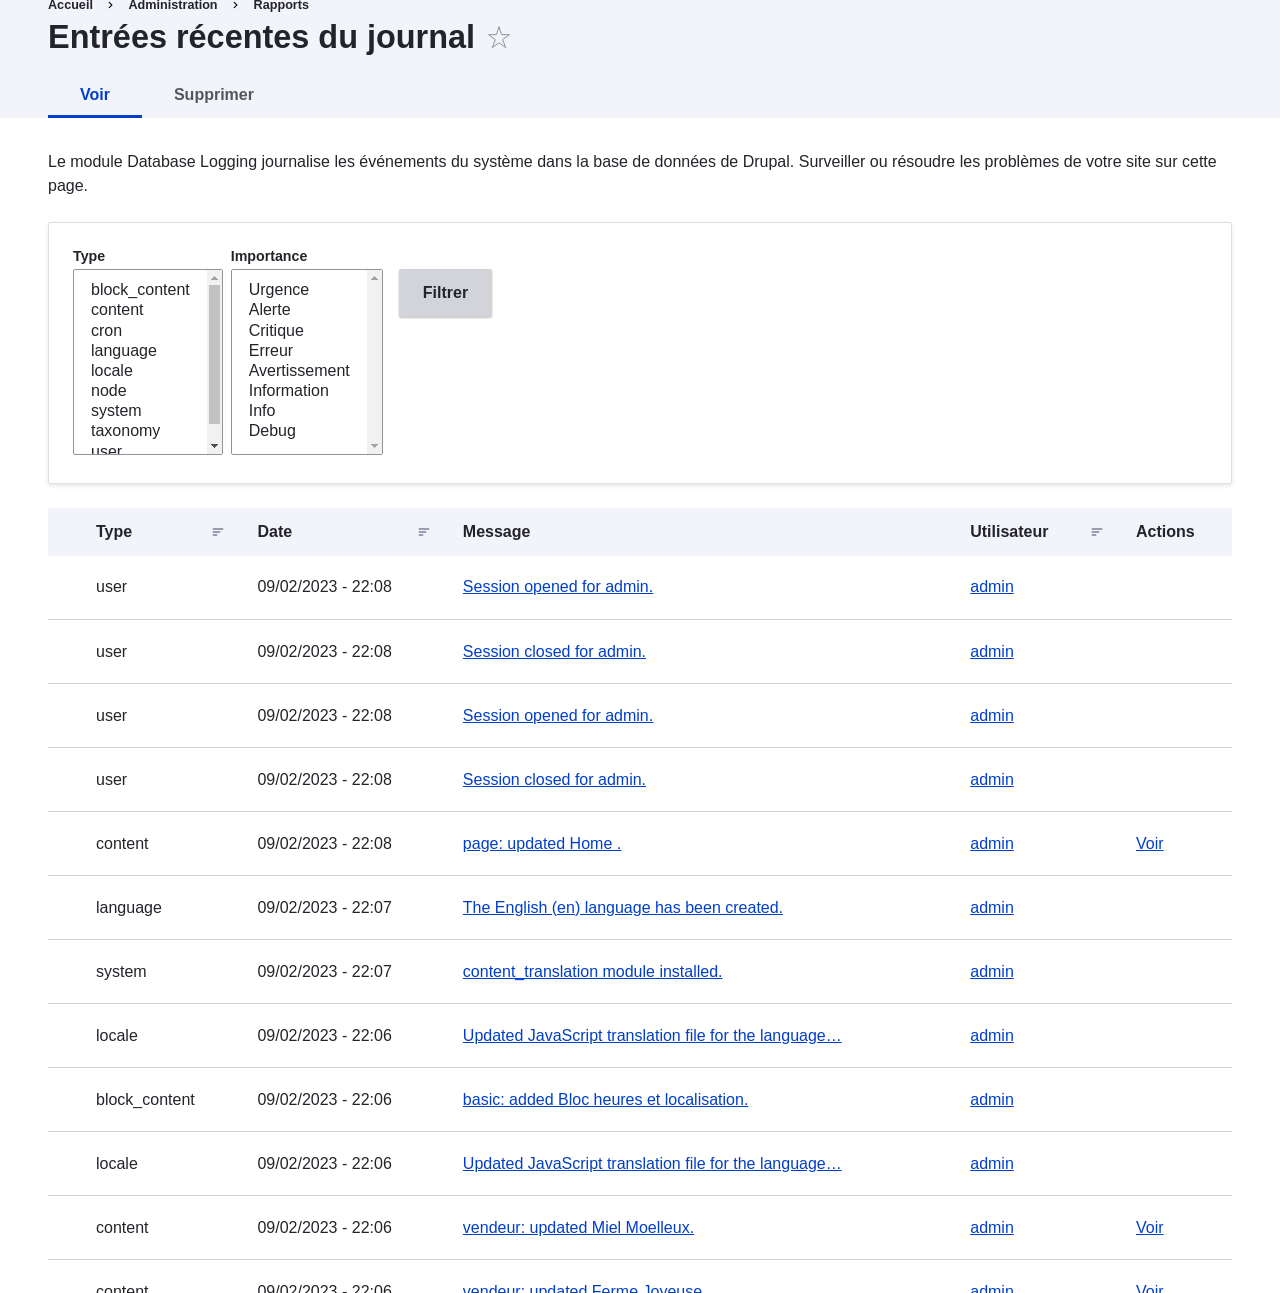 Accueil > Administration > Rapports
Entrées récentes du journal ☆
Voir Supprimer
Le module Database Logging journalise les événements du système dans la base de données de Drupal. Surveiller ou résoudre les problèmes de votre site sur cette
page.
Type Importance
block_content
content
cron
language
locale
node
system
taxonomy
user
Urgence
Alerte
Critique
Erreur
Avertissement
Information
Info
Debug
Filtrer
Type Date Message Utilisateur Actions
user 09/02/2023 - 22:08 Session opened for admin. admin
user 09/02/2023 - 22:08 Session closed for admin. admin
user 09/02/2023 - 22:08 Session opened for admin. admin
user 09/02/2023 - 22:08 Session closed for admin. admin
content 09/02/2023 - 22:08 page: updated Home . admin Voir
language 09/02/2023 - 22:07 The English (en) language has been created. admin
system 09/02/2023 - 22:07 content_translation module installed. admin
locale 09/02/2023 - 22:06 Updated JavaScript translation file for the language… admin
block_content 09/02/2023 - 22:06 basic: added Bloc heures et localisation. admin
locale 09/02/2023 - 22:06 Updated JavaScript translation file for the language… admin
content 09/02/2023 - 22:06 vendeur: updated Miel Moelleux. admin Voir
content 09/02/2023 - 22:06 vendeur: updated Ferme Joyeuse. admin Voir